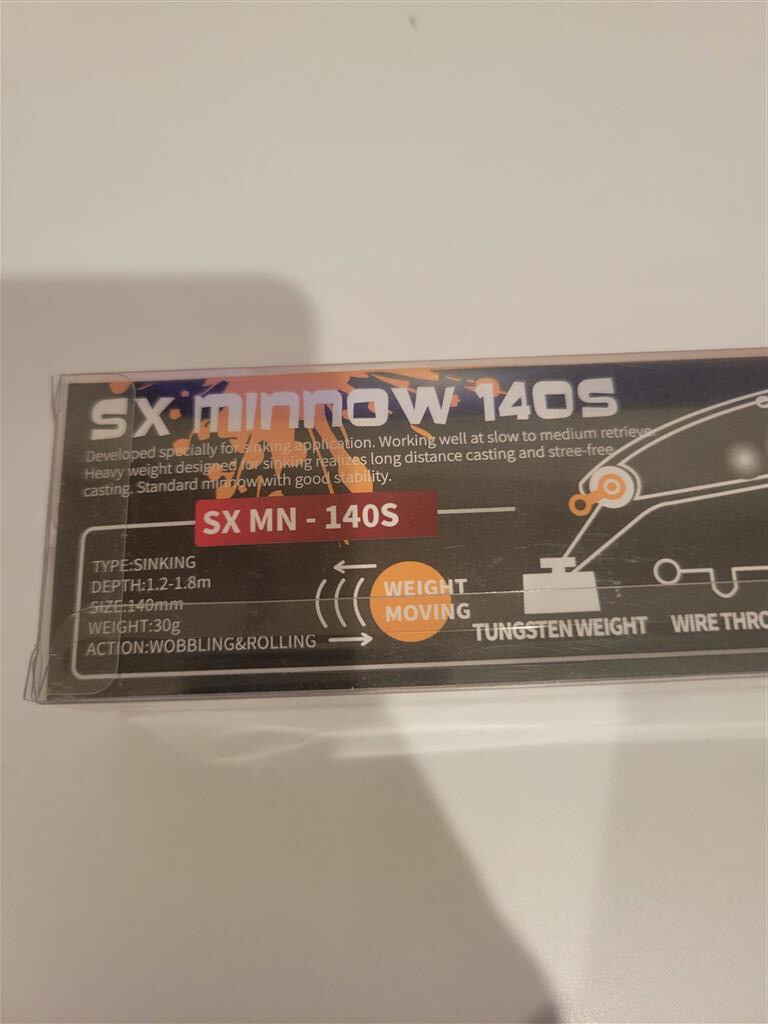 SX MINNOW 140S
Developed specially for sinking application. Working well at slow to medium retrieve.
Heavy weight designed for sinking realizes long distance casting and stree-free
casting. Standard minnow with good stability.
SX MN - 140S
TYPE:SINKING
DEPTH:1.2-1.8m
SIZE:140mm
WEIGHT:30g
ACTION:WOBBLING&ROLLING
WEIGHT
MOVING
TUNGSTEN WEIGHT
WIRE THRO